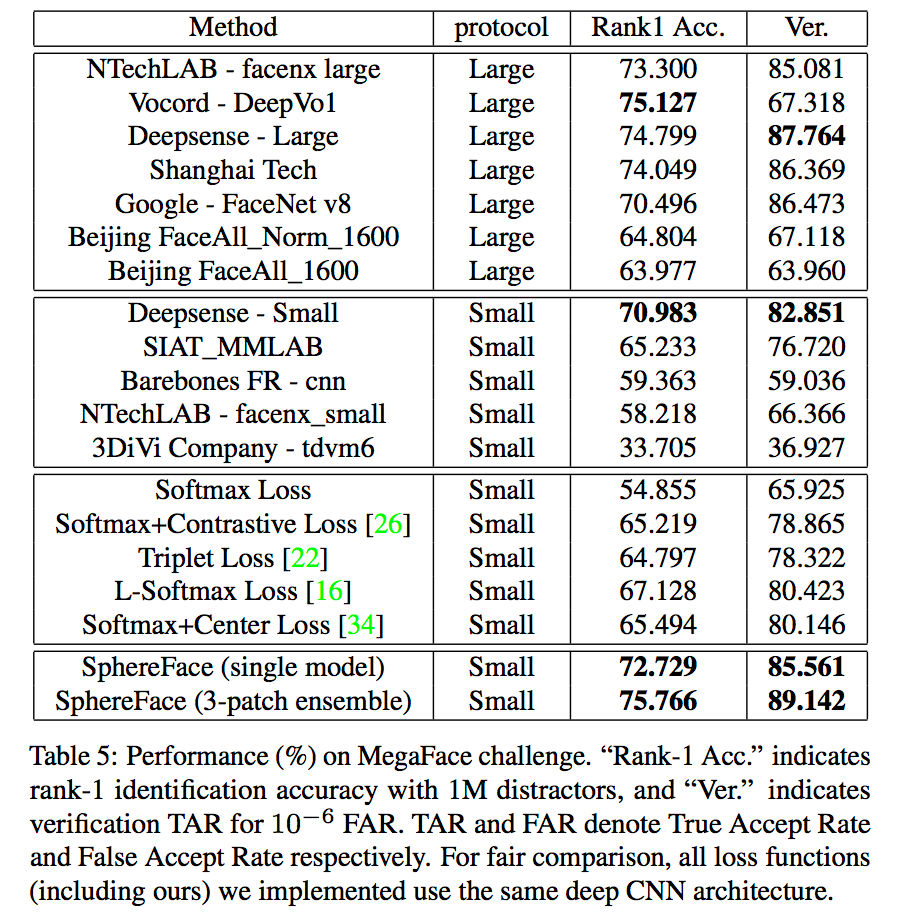 Method protocol Rank1 Acc. Ver.
NTechLAB - facenx large Large 73.300 85.081
Vocord - DeepVo1 Large 75.127 67.318
Deepsense - Large Large 74.799 87.764
Shanghai Tech Large 74.049 86.369
Google - FaceNet v8 Large 70.496 86.473
Beijing FaceAll_Norm_1600 Large 64.804 67.118
Beijing FaceAll_1600 Large 63.977 63.960
Deepsense - Small Small 70.983 82.851
SIAT_MMLAB Small 65.233 76.720
Barebones FR - cnn Small 59.363 59.036
NTechLAB - facenx_small Small 58.218 66.366
3DiVi Company - tdvm6 Small 33.705 36.927
Softmax Loss Small 54.855 65.925
Softmax+Contrastive Loss [26] Small 65.219 78.865
Triplet Loss [22] Small 64.797 78.322
L-Softmax Loss [16] Small 67.128 80.423
Softmax+Center Loss [34] Small 65.494 80.146
SphereFace (single model) Small 72.729 85.561
SphereFace (3-patch ensemble) Small 75.766 89.142
Table 5: Performance (%) on MegaFace challenge. “Rank-1 Acc.” indicates
rank-1 identification accuracy with 1M distractors, and “Ver.” indicates
verification TAR for 10⁻⁶ FAR. TAR and FAR denote True Accept Rate
and False Accept Rate respectively. For fair comparison, all loss functions
(including ours) we implemented use the same deep CNN architecture.